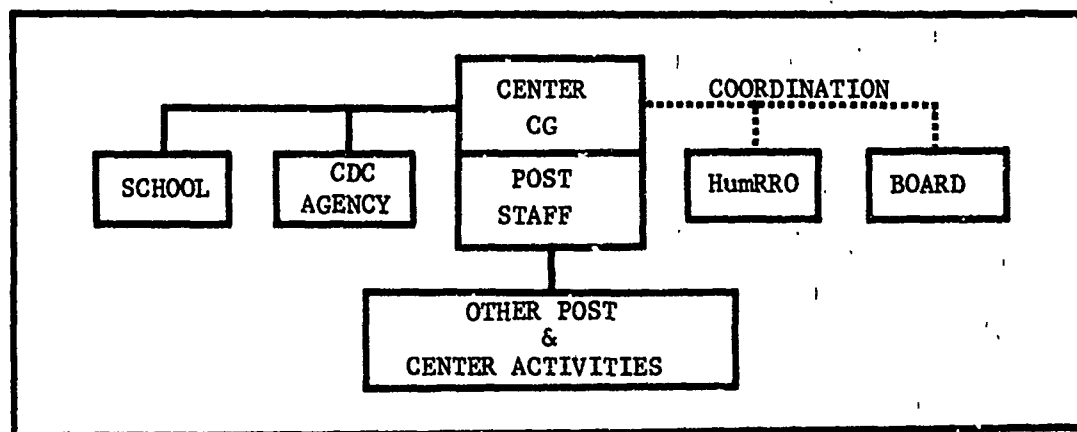 CENTER
CG
COORDINATION
SCHOOL
CDC
AGENCY
POST
STAFF
HumRRO
BOARD
OTHER POST
&
CENTER ACTIVITIES